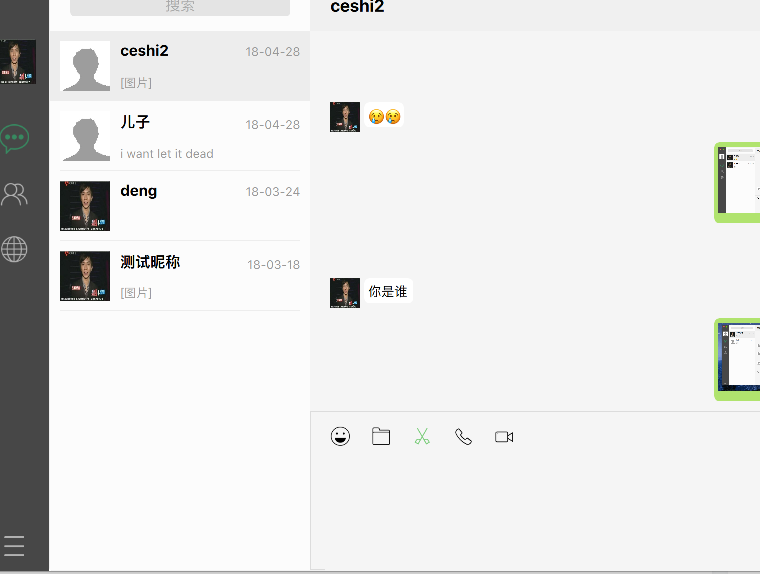 搜索
ceshi2
ceshi2
18-04-28
[图片]
儿子
18-04-28
i want let it dead
deng
18-03-24
测试昵称
18-03-18
[图片]
你是谁